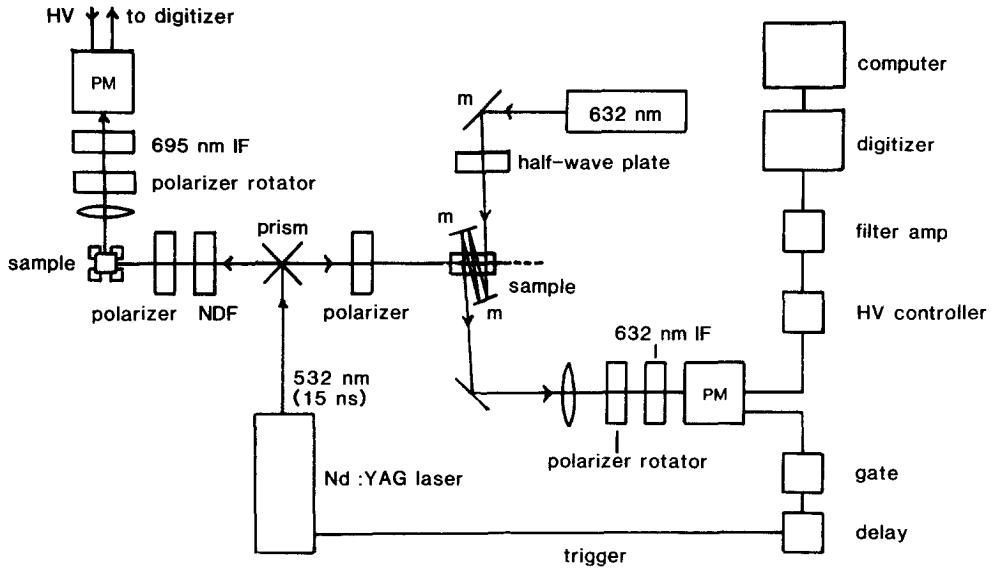 HV to digitizer
PM
695 nm IF
polarizer rotator
sample
polarizer
NDF
prism
polarizer
m
632 nm
half-wave plate
m
sample
m
632 nm IF
PM
polarizer rotator
532 nm
(15 ns)
Nd :YAG laser
trigger
computer
digitizer
filter amp
HV controller
gate
delay